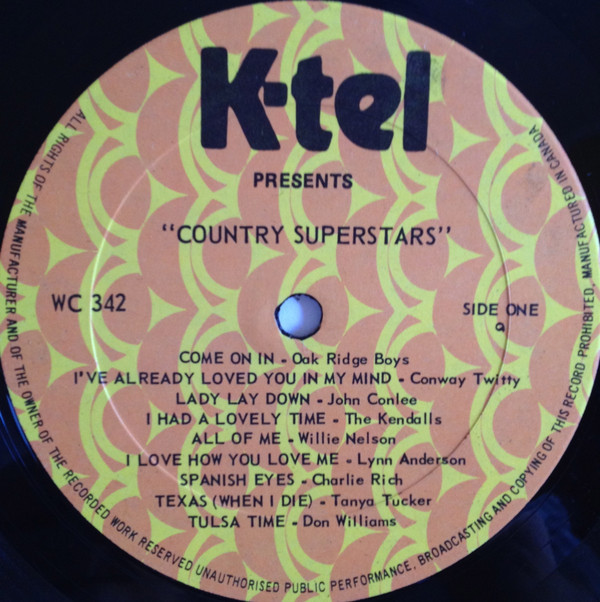 K-tel
PRESENTS
"COUNTRY SUPERSTARS"
WC 342
SIDE ONE
COME ON IN - Oak Ridge Boys
I'VE ALREADY LOVED YOU IN MY MIND - Conway Twitty
LADY LAY DOWN - John Conlee
I HAD A LOVELY TIME - The Kendalls
ALL OF ME - Willie Nelson
I LOVE HOW YOU LOVE ME - Lynn Anderson
SPANISH EYES - Charlie Rich
TEXAS (WHEN I DIE) - Tanya Tucker
TULSA TIME - Don Williams
ALL RIGHTS OF THE MANUFACTURER AND OF THE OWNER OF THE RECORDED WORK RESERVED UNAUTHORISED PUBLIC PERFORMANCE, BROADCASTING AND COPYING OF THIS RECORD PROHIBITED, MANUFACTURED IN CANADA